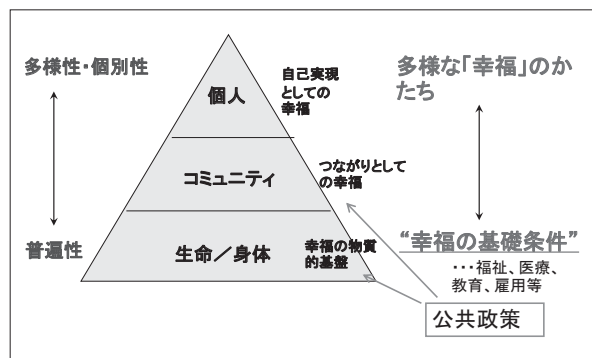 多様性・個別性
普遍性
個人
コミュニティ
生命／身体
自己実現
としての
幸福
つながりとして
の幸福
幸福の物質
的基盤
多様な「幸福」のか
たち
“幸福の基礎条件”
・・・福祉、医療、
教育、雇用等
公共政策